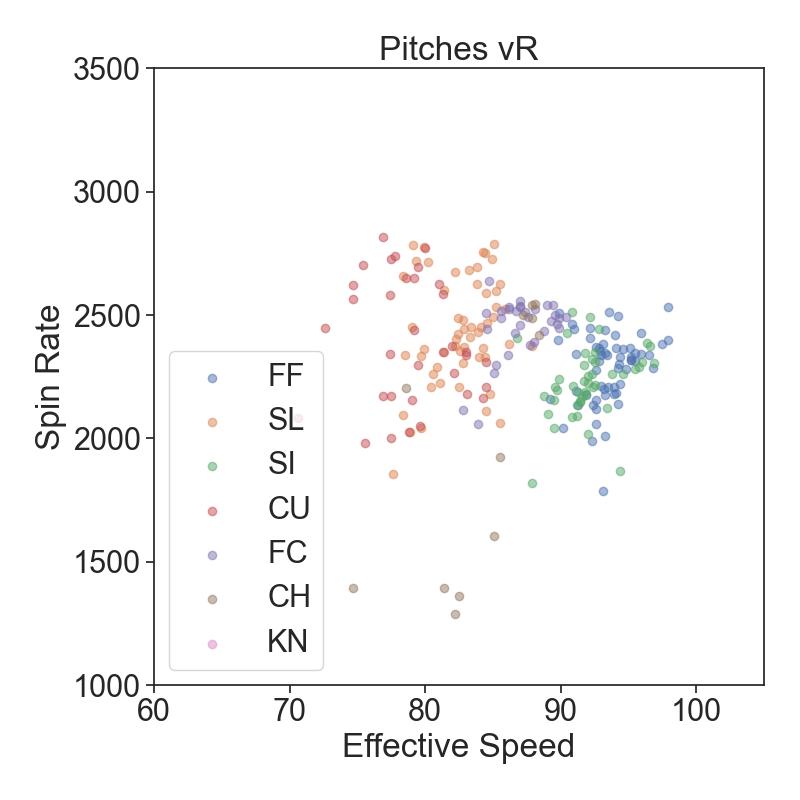 Pitches vR
3500
3000
2500
2000
1500
1000
Spin Rate
FF
SL
SI
CU
FC
CH
KN
60 70 80 90 100
Effective Speed